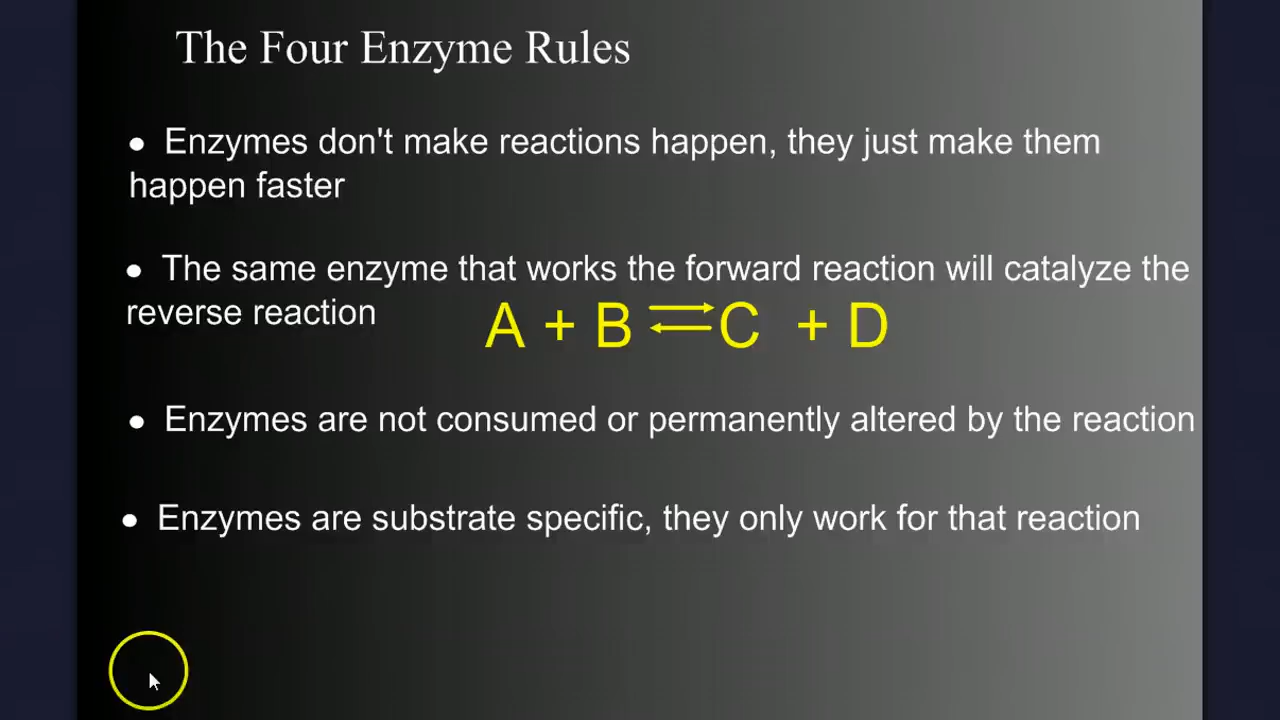 The Four Enzyme Rules
● Enzymes don't make reactions happen, they just make them
happen faster
● The same enzyme that works the forward reaction will catalyze the
reverse reaction
A + B ⇌ C + D
● Enzymes are not consumed or permanently altered by the reaction
● Enzymes are substrate specific, they only work for that reaction